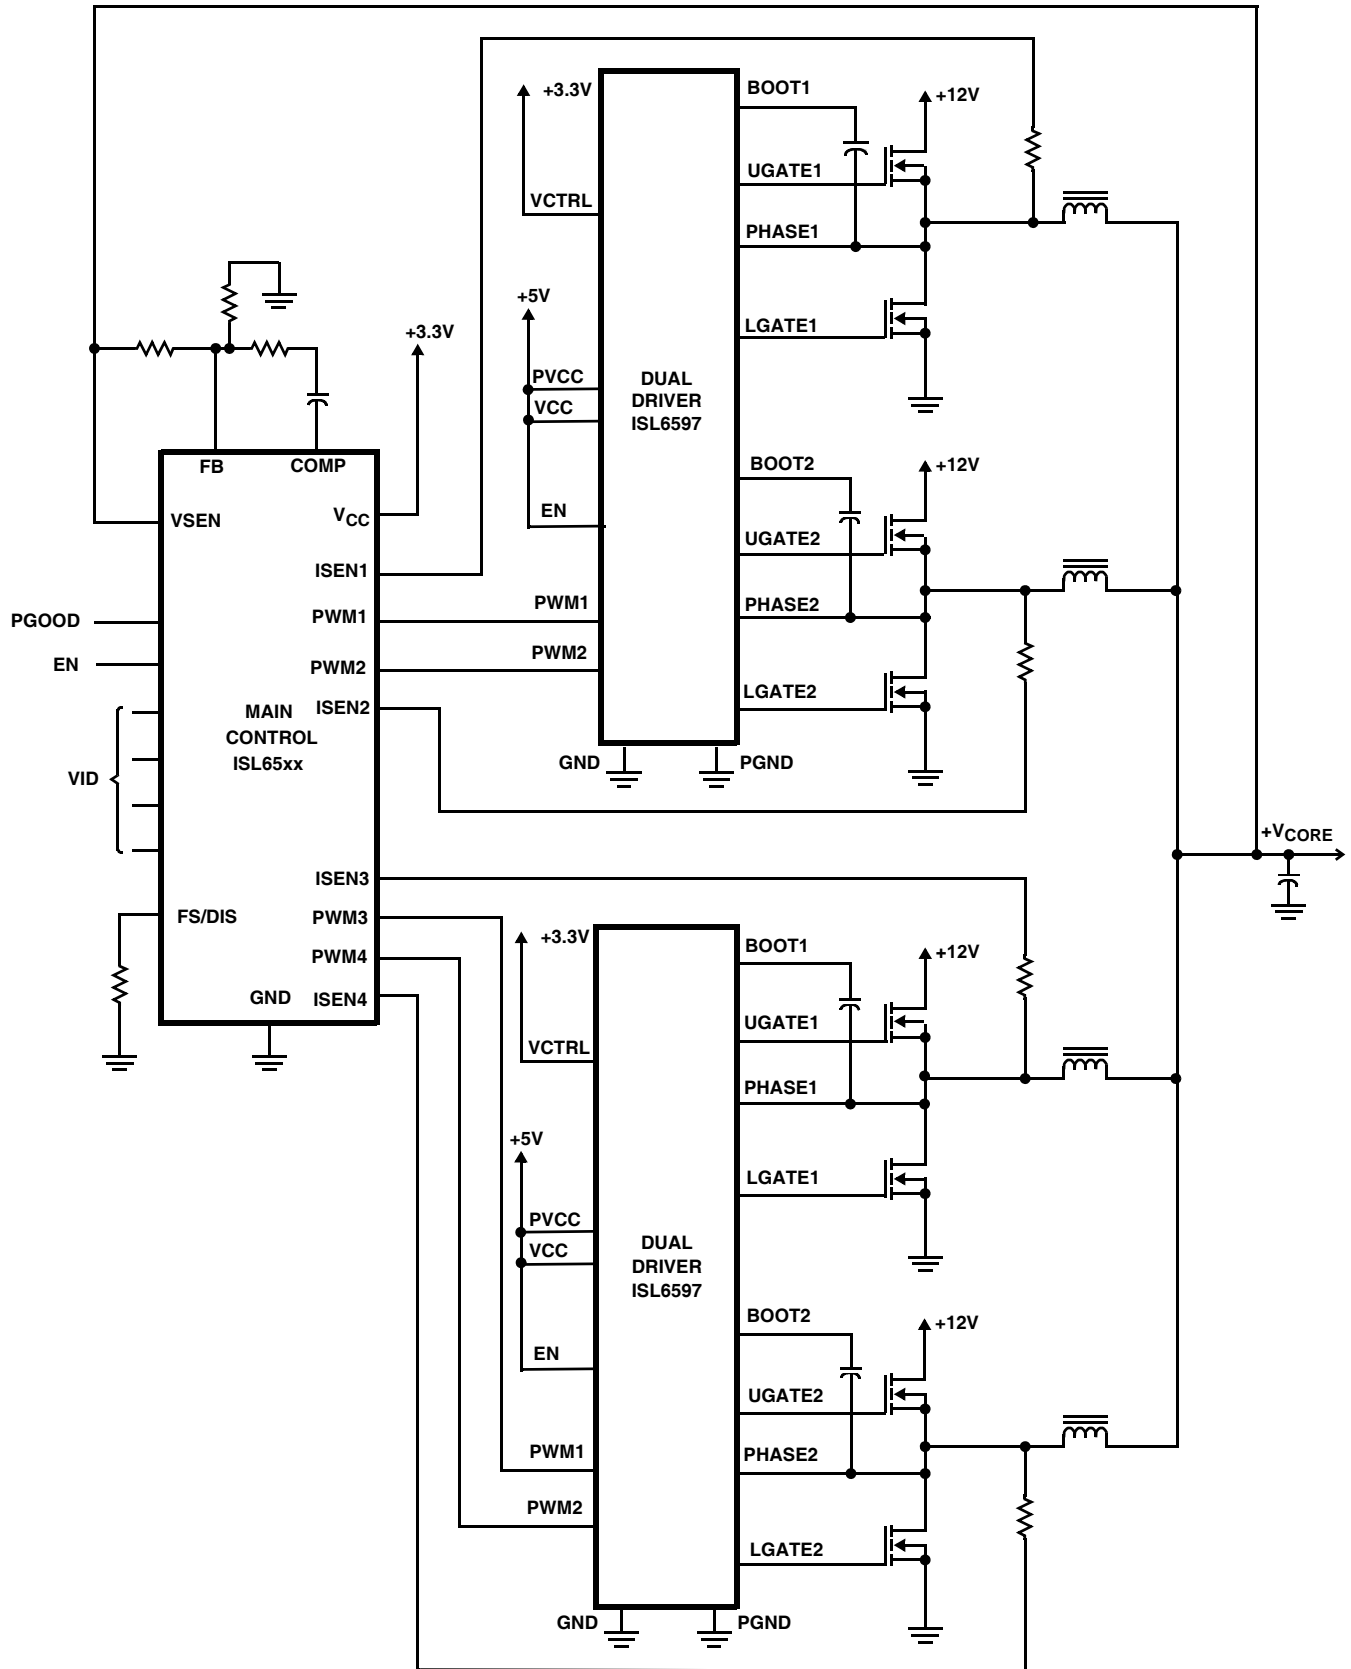 +3.3V
BOOT1
+12V
UGATE1
VCTRL
PHASE1
+5V
LGATE1
+3.3V
PVCC
VCC
DUAL
DRIVER
ISL6597
FB
COMP
BOOT2
+12V
VSEN
VCC
EN
UGATE2
ISEN1
PWM1
PHASE2
PGOOD
PWM1
EN
PWM2
PWM2
LGATE2
ISEN2
MAIN
CONTROL
ISL65xx
VID
GND
PGND
+VCORE
ISEN3
FS/DIS
PWM3
+3.3V
BOOT1
+12V
PWM4
GND
ISEN4
UGATE1
VCTRL
PHASE1
+5V
LGATE1
PVCC
VCC
DUAL
DRIVER
ISL6597
BOOT2
+12V
EN
UGATE2
PWM1
PHASE2
PWM2
LGATE2
GND
PGND